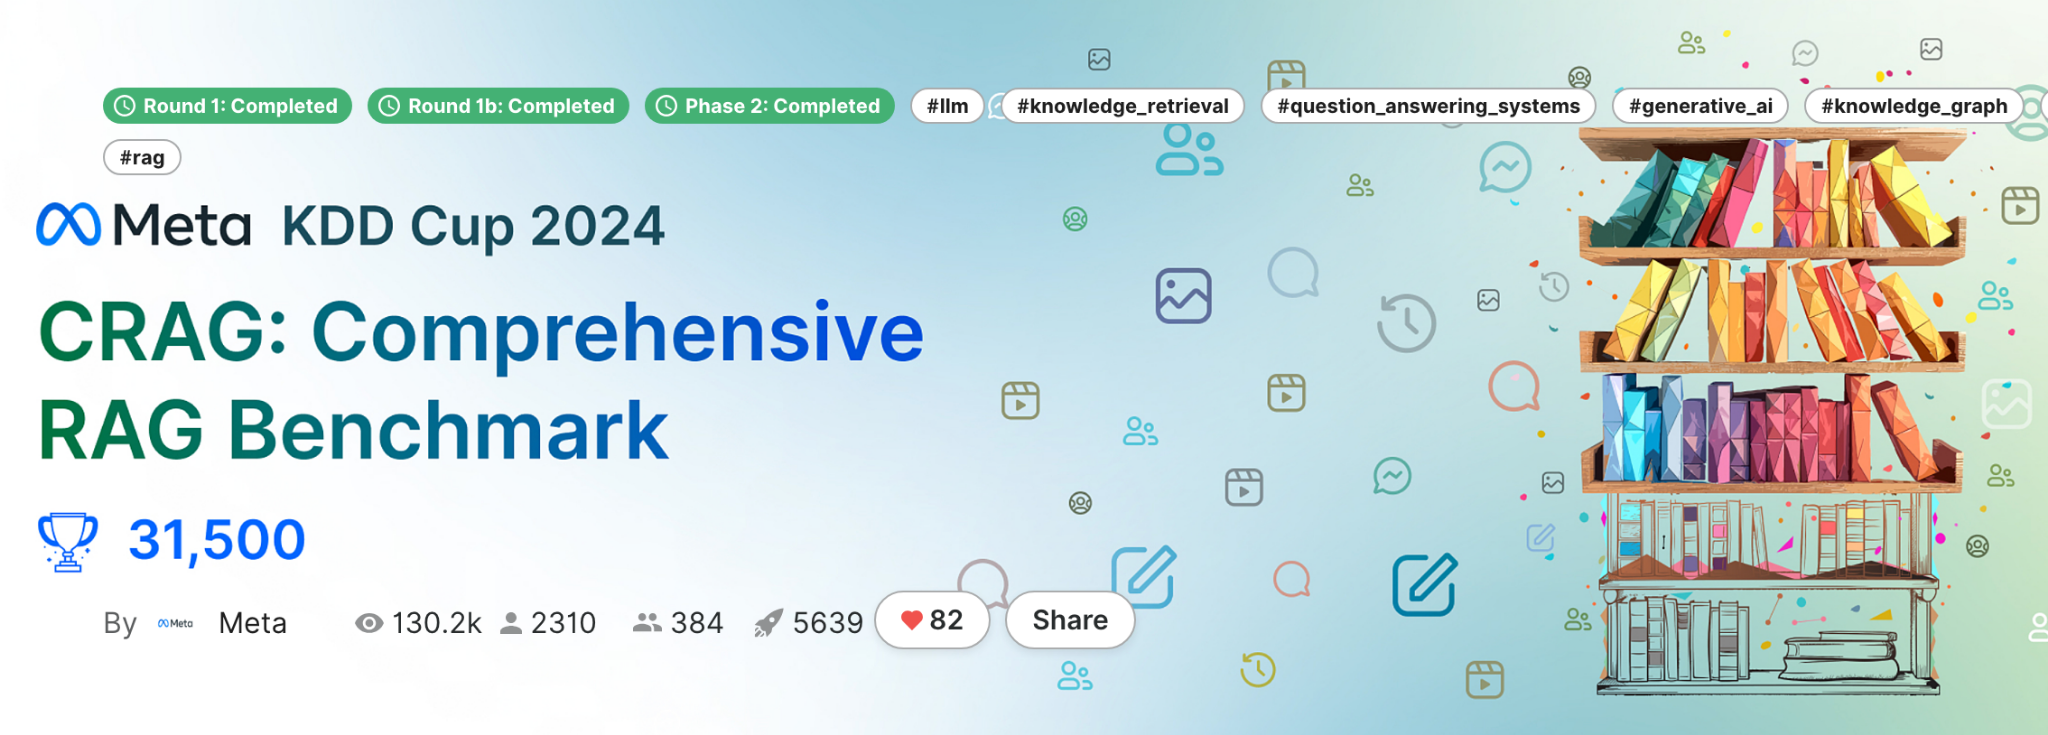 Round 1: Completed Round 1b: Completed Phase 2: Completed #llm #knowledge_retrieval #question_answering_systems #generative_ai #knowledge_graph
#rag
Meta KDD Cup 2024
CRAG: Comprehensive
RAG Benchmark
31,500
By Meta Meta 130.2k 2310 384 5639 82 Share